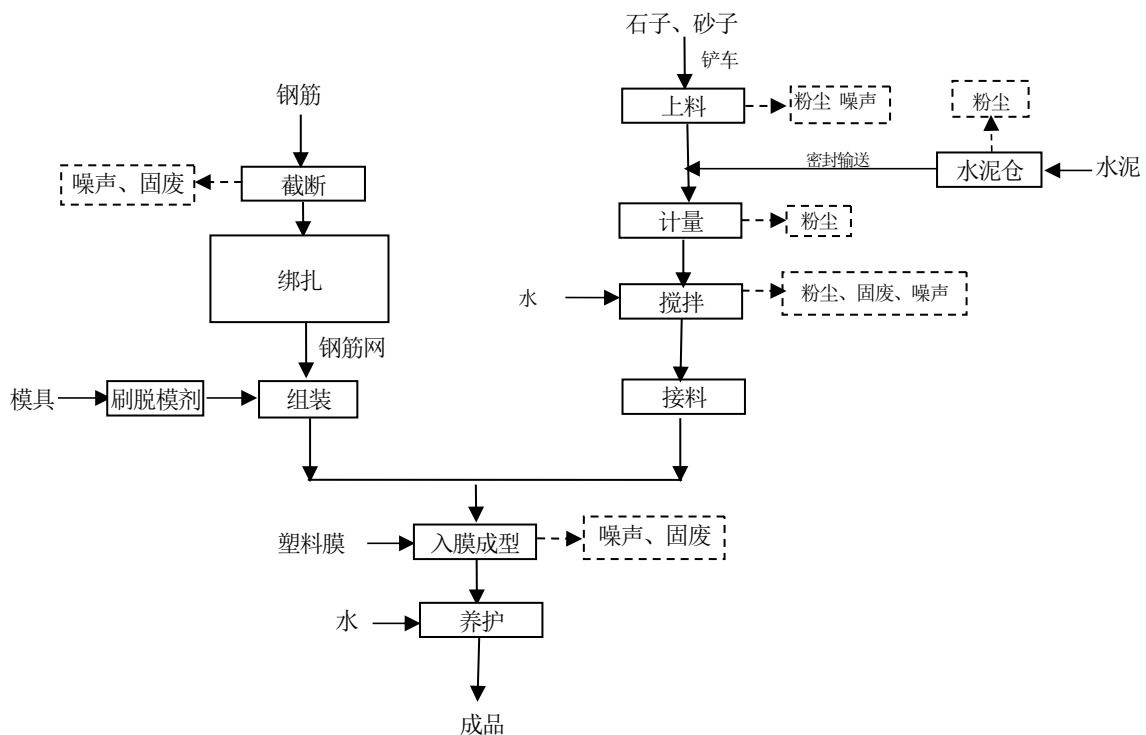 石子、砂子
铲车
钢筋
上料
粉尘 噪声
粉尘
密封输送
水泥仓
水泥
噪声、固废
截断
计量
粉尘
绑扎
水
搅拌
粉尘、固废、噪声
钢筋网
模具
刷脱模剂
组装
接料
塑料膜
入膜成型
噪声、固废
水
养护
成品